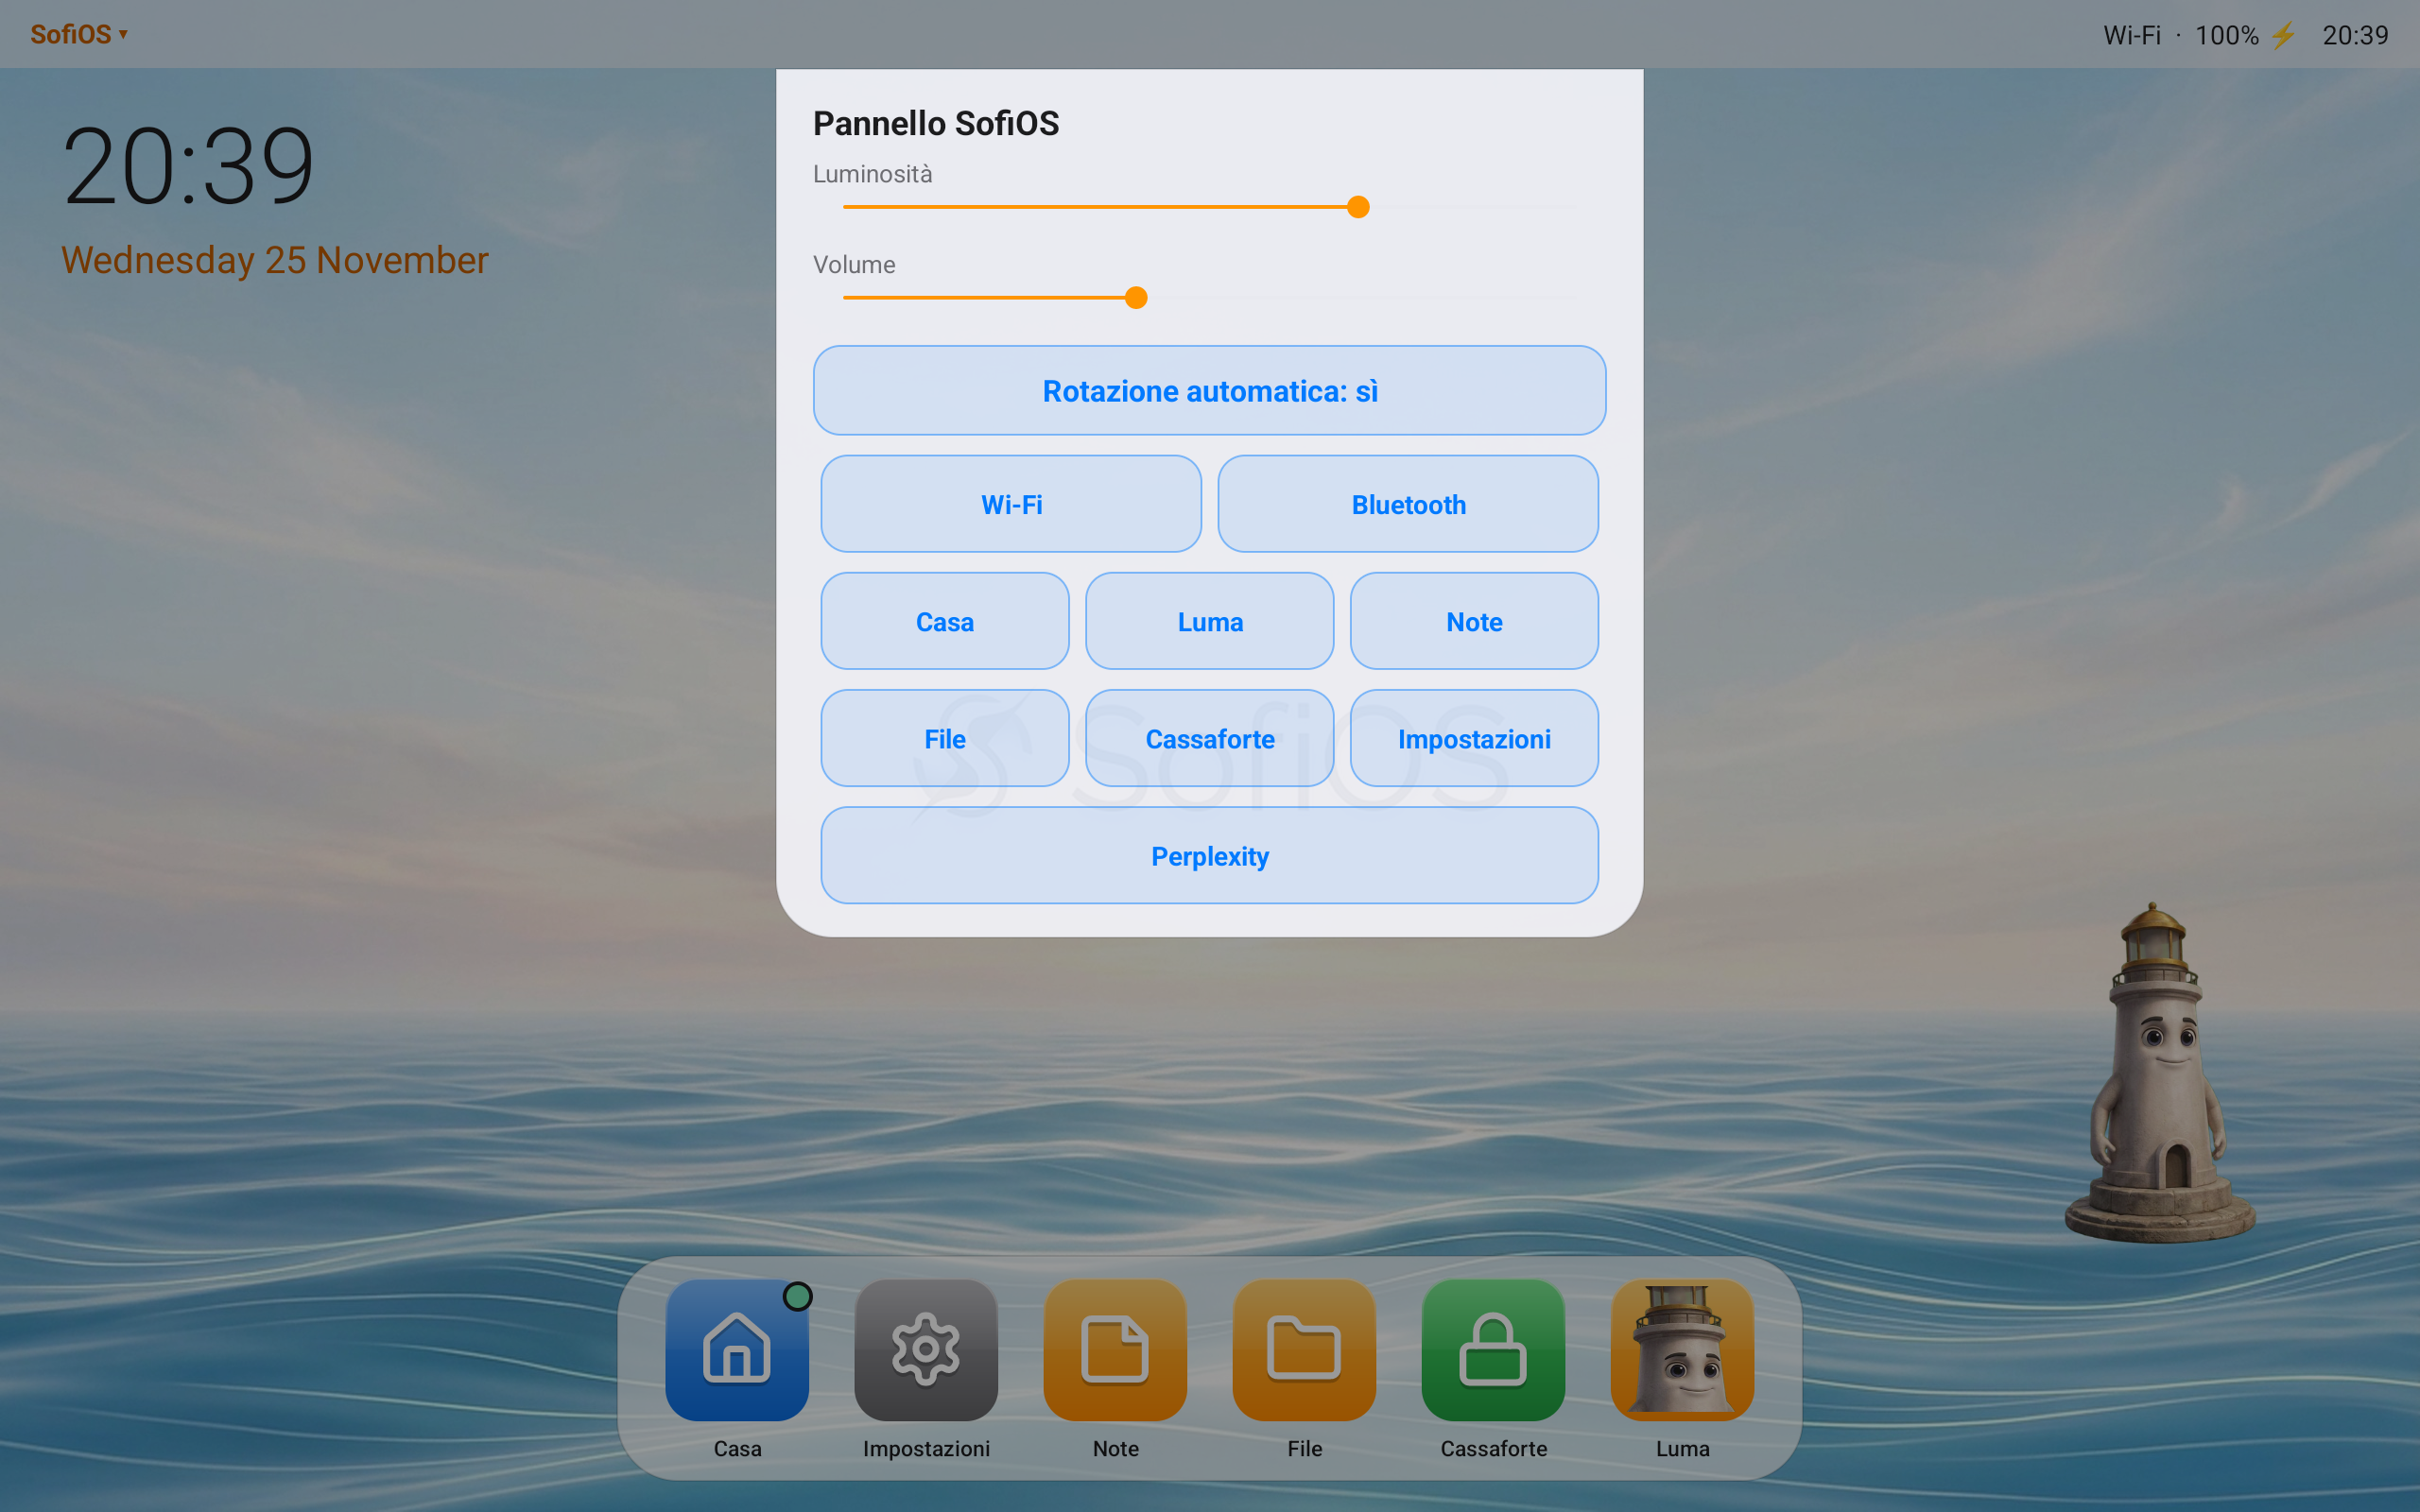 SofiOS ▾
Wi-Fi · 100% ⚡ 20:39
20:39
Wednesday 25 November
Pannello SofiOS
Luminosità
Volume
Rotazione automatica: sì
Wi-Fi
Bluetooth
Casa
Luma
Note
File
Cassaforte
Impostazioni
SofiOS
Perplexity
Casa
Impostazioni
Note
File
Cassaforte
Luma